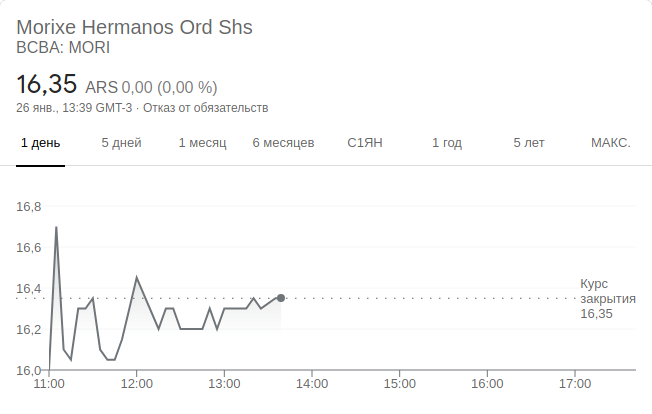 Morixe Hermanos Ord Shs
BCBA: MORI
16,35 ARS 0,00 (0,00 %)
26 янв., 13:39 GMT-3 · Отказ от обязательств
1 день 5 дней 1 месяц 6 месяцев С1ЯН 1 год 5 лет МАКС.
16,8
16,6
16,4
16,2
16,0
Курс
закрытия
16,35
11:00 12:00 13:00 14:00 15:00 16:00 17:00